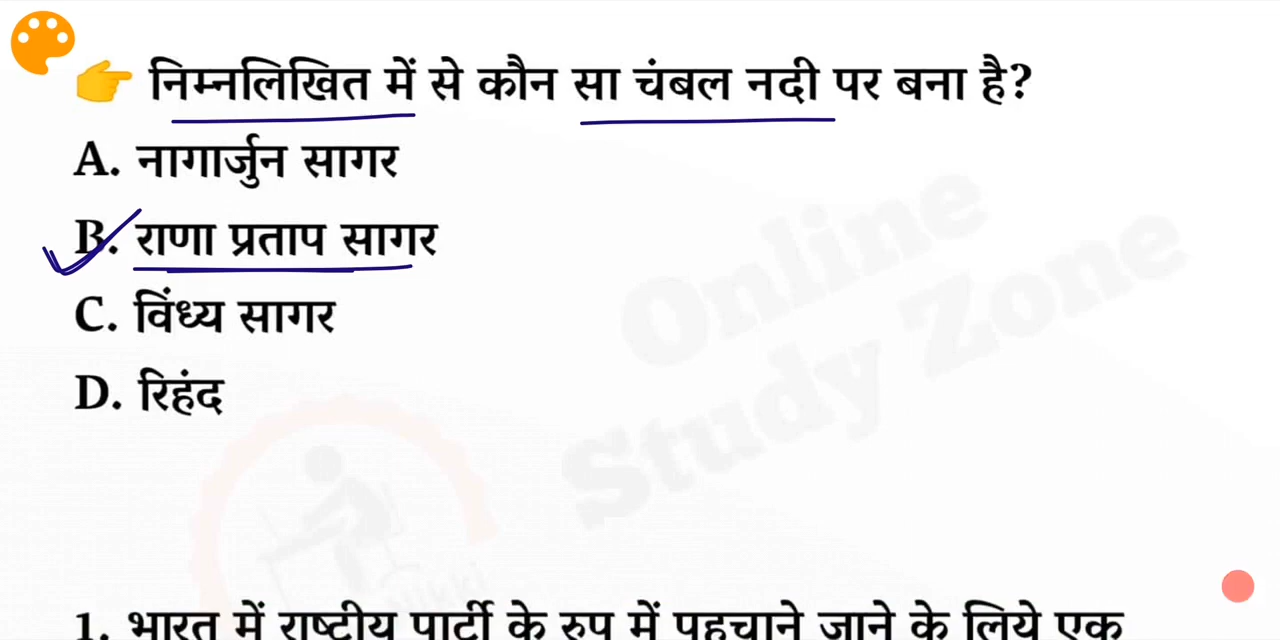 👉 निम्नलिखित में से कौन सा चंबल नदी पर बना है?
A. नागार्जुन सागर
B. राणा प्रताप सागर
C. विंध्य सागर
D. रिहंद
Online
Study Zone
1. भारत में राष्ट्रीय पार्टी के रुप में पहचाने जाने के लिये एक